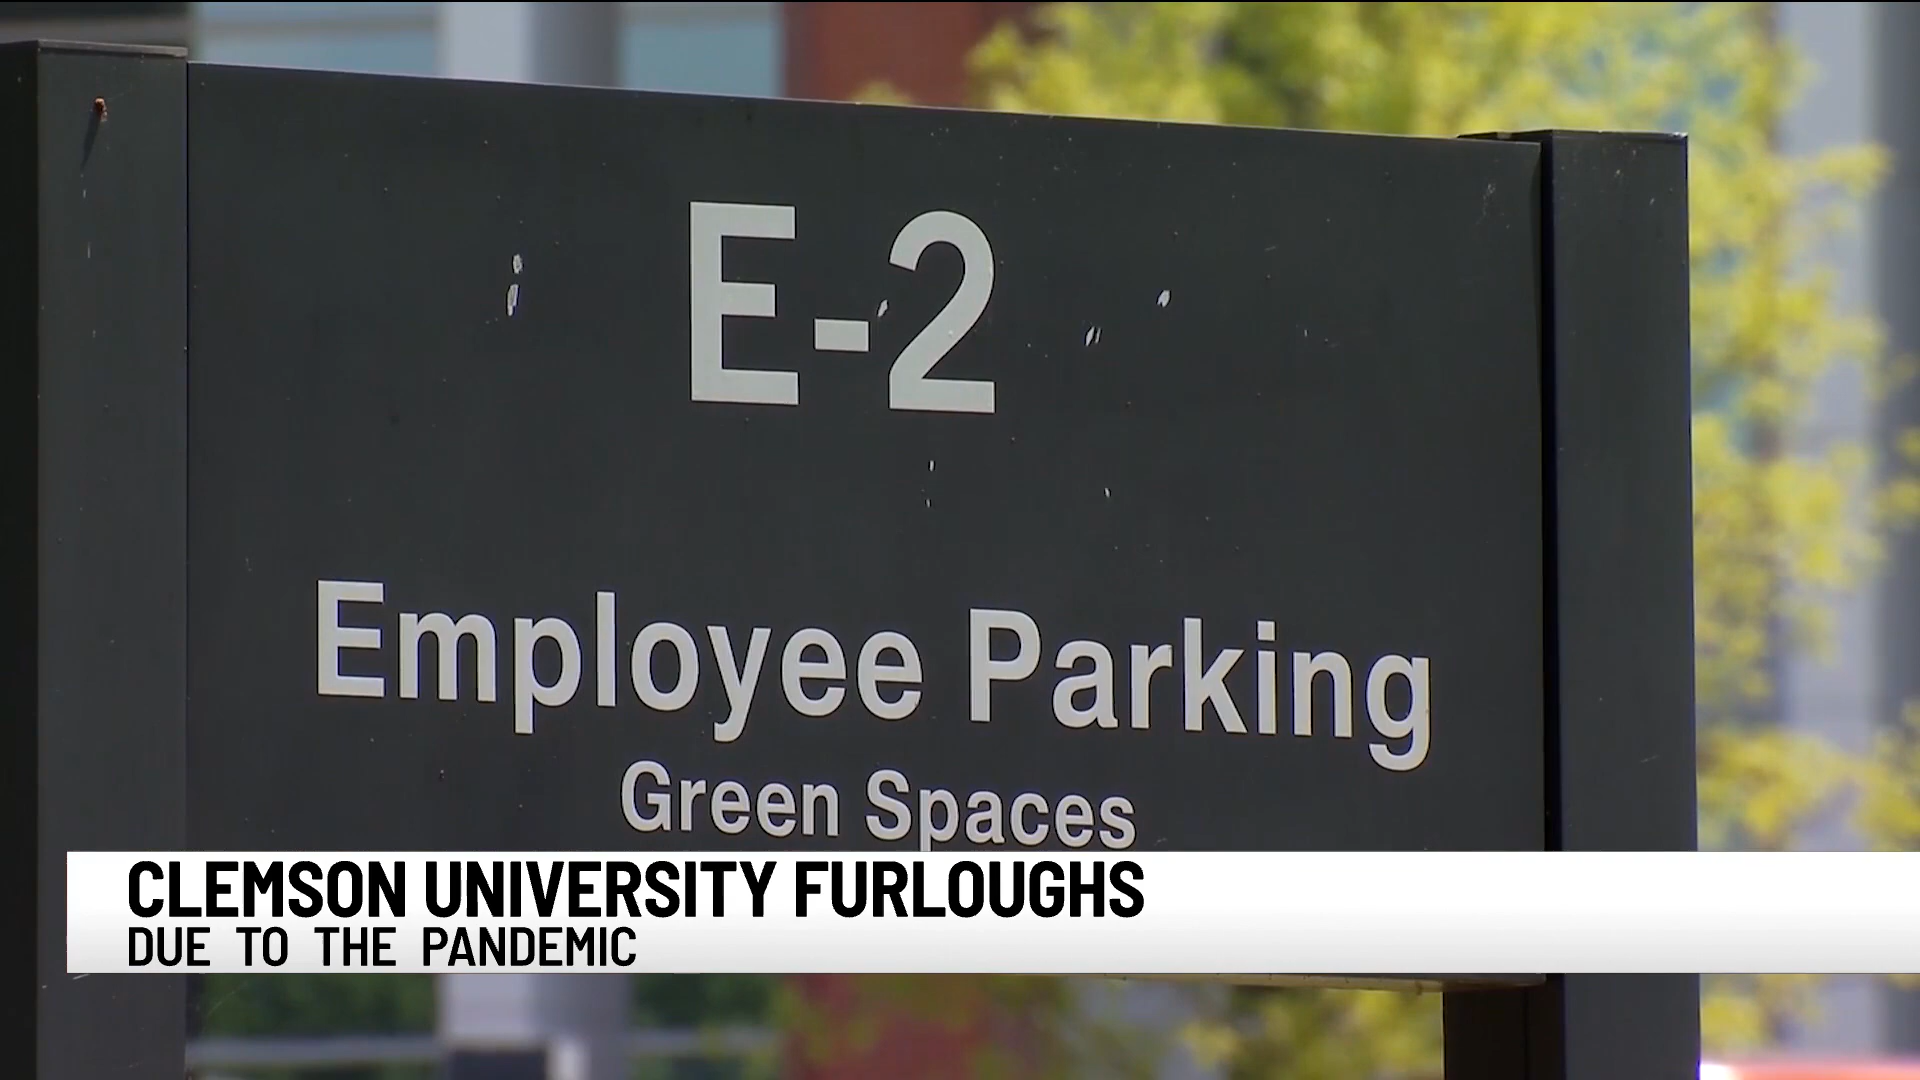 E-2
Employee Parking
Green Spaces
CLEMSON UNIVERSITY FURLOUGHS
DUE TO THE PANDEMIC